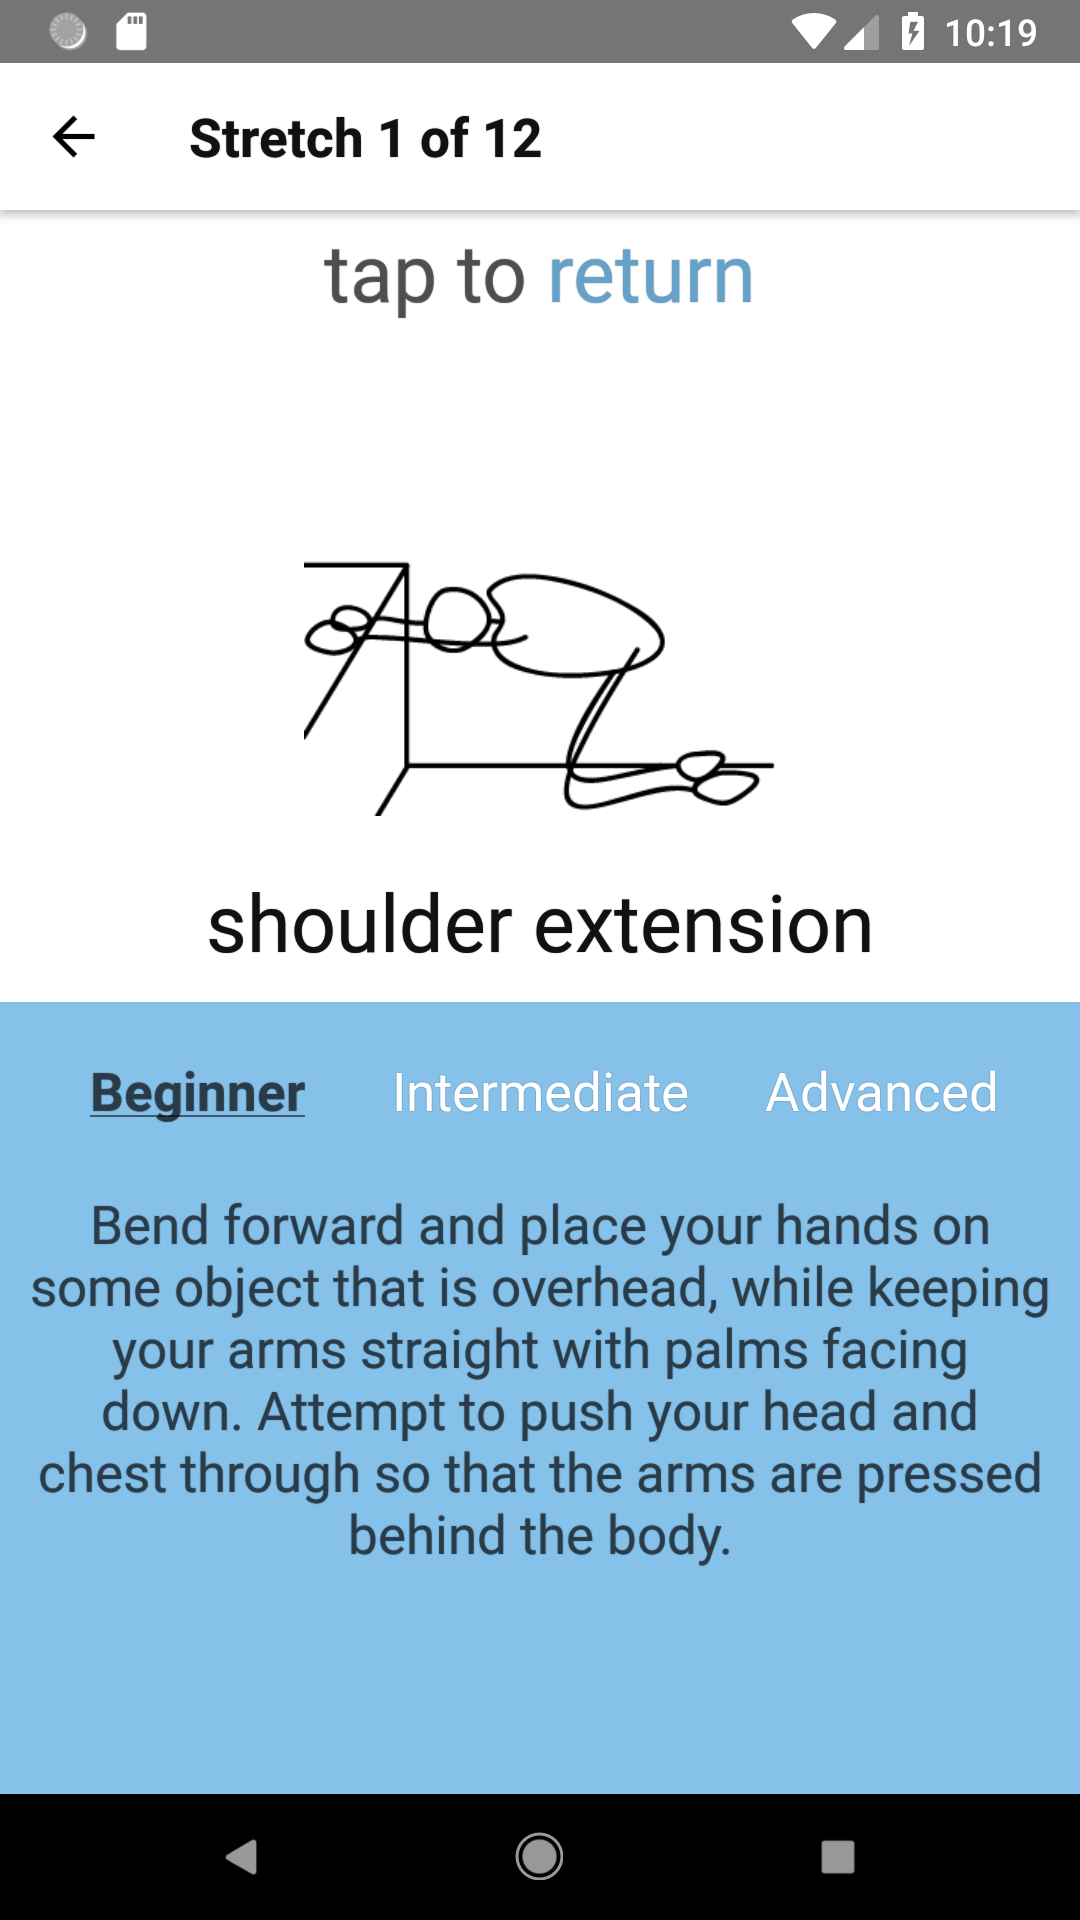 10:19
Stretch 1 of 12
tap to return
shoulder extension
Beginner Intermediate Advanced
Bend forward and place your hands on
some object that is overhead, while keeping
your arms straight with palms facing
down. Attempt to push your head and
chest through so that the arms are pressed
behind the body.